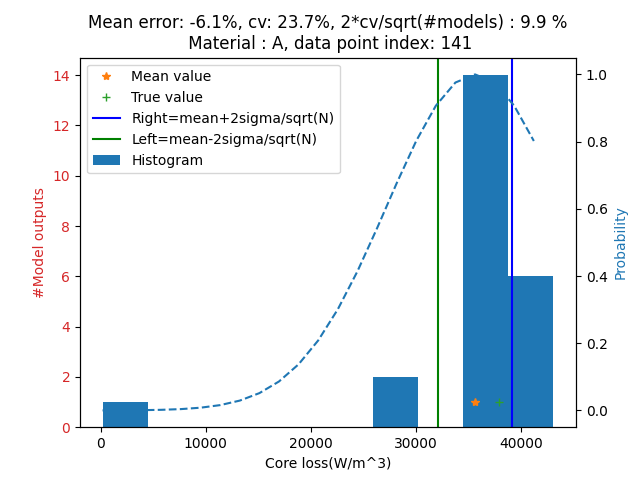 Mean error: -6.1%, cv: 23.7%, 2*cv/sqrt(#models) : 9.9 %
Material : A, data point index: 141
Mean value
True value
Right=mean+2sigma/sqrt(N)
Left=mean-2sigma/sqrt(N)
Histogram
#Model outputs
14
12
10
8
6
4
2
0
1.0
0.8
0.6
0.4
0.2
0.0
Probability
0
10000
20000
30000
40000
Core loss(W/m^3)